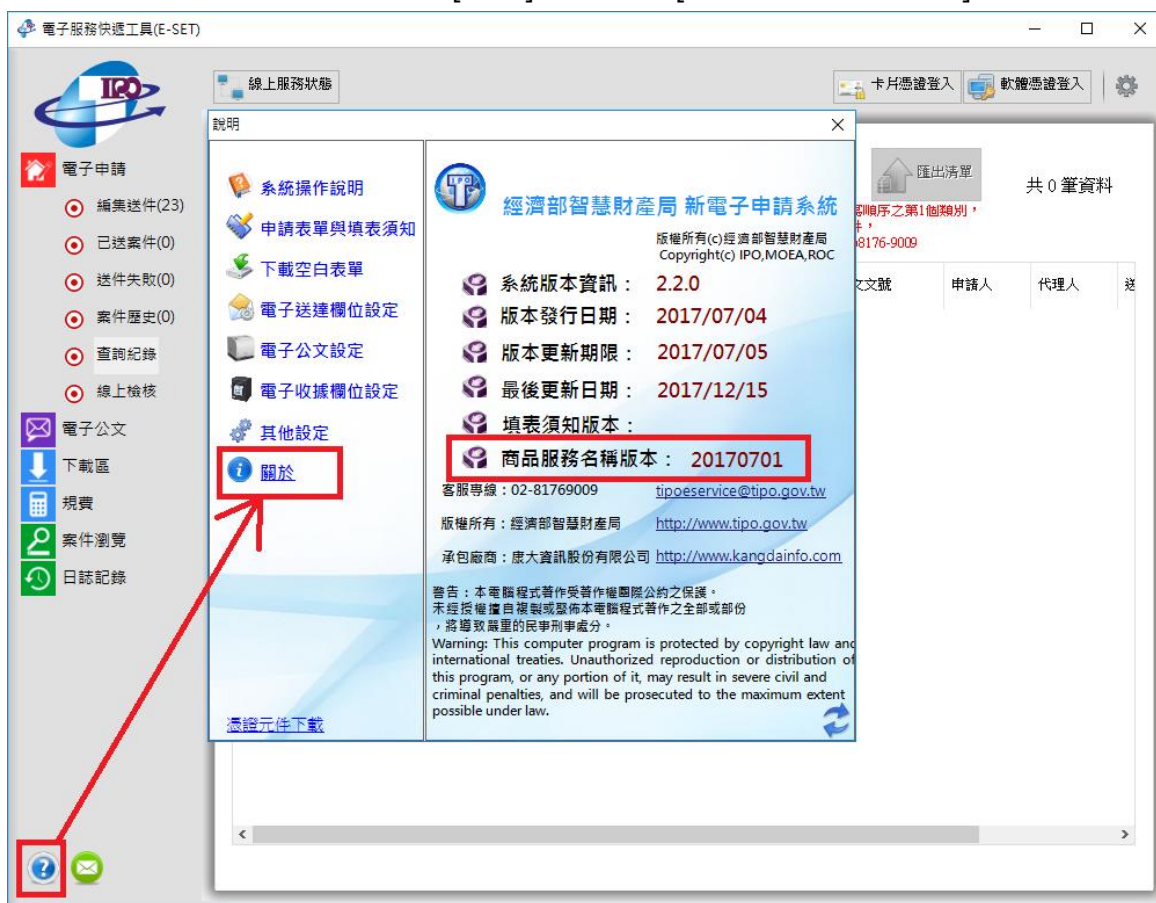 電子服務快遞工具(E-SET)
IPO
線上服務狀態
卡片憑證登入
軟體憑證登入
電子申請
編集送件(23)
已送案件(0)
送件失敗(0)
案件歷史(0)
查詢紀錄
線上檢核
電子公文
下載區
規費
案件瀏覽
日誌記錄
匯出清單
共 0 筆資料
順序之第1個類別，
件，
8176-9009
文文號 申請人 代理人 送
說明
系統操作說明
申請表單與填表須知
下載空白表單
電子送達欄位設定
電子公文設定
電子收據欄位設定
其他設定
關於
憑證元件下載
經濟部智慧財產局 新電子申請系統
版權所有(c)經濟部智慧財產局
Copyright(c) IPO,MOEA,ROC
系統版本資訊： 2.2.0
版本發行日期： 2017/07/04
版本更新期限： 2017/07/05
最後更新日期： 2017/12/15
填表須知版本：
商品服務名稱版本： 20170701
客服專線：02-81769009 tipoeservice@tipo.gov.tw
版權所有：經濟部智慧財產局 http://www.tipo.gov.tw
承包廠商：康大資訊股份有限公司 http://www.kangdainfo.com
警告：本電腦程式著作受著作權國際公約之保護。
未經授權擅自複製或散佈本電腦程式著作之全部或部份
，將導致嚴重的民事刑事處分。
Warning: This computer program is protected by copyright law and
international treaties. Unauthorized reproduction or distribution of
this program, or any portion of it, may result in severe civil and
criminal penalties, and will be prosecuted to the maximum extent
possible under law.